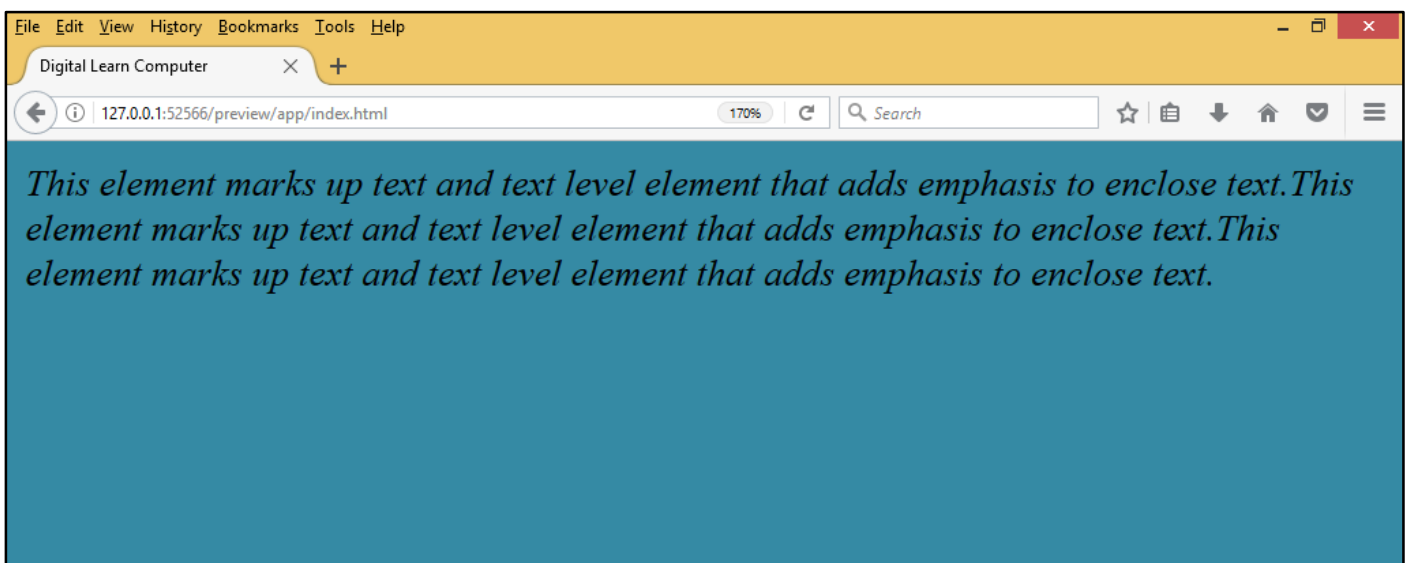 File Edit View History Bookmarks Tools Help
Digital Learn Computer
127.0.0.1:52566/preview/app/index.html 170% Search
This element marks up text and text level element that adds emphasis to enclose text.This
element marks up text and text level element that adds emphasis to enclose text.This
element marks up text and text level element that adds emphasis to enclose text.